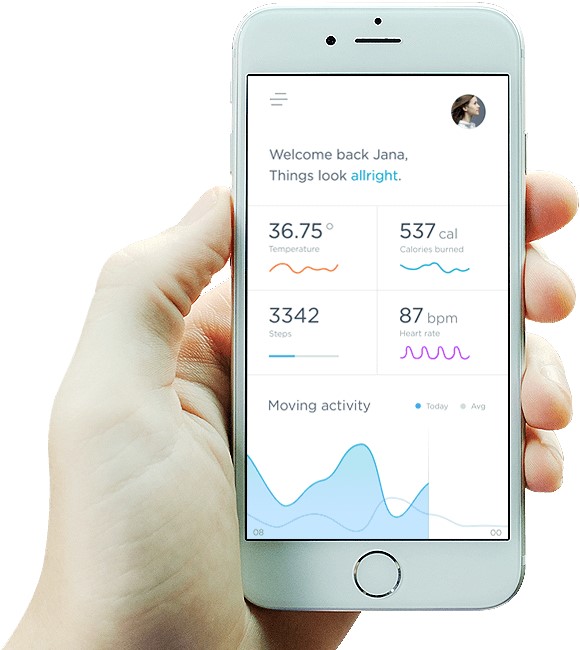 Welcome back Jana,
Things look allright.
36.75°
Temperature
537 cal
Calories burned
3342
Steps
87 bpm
Heart rate
Moving activity
Today
Avg
08
00